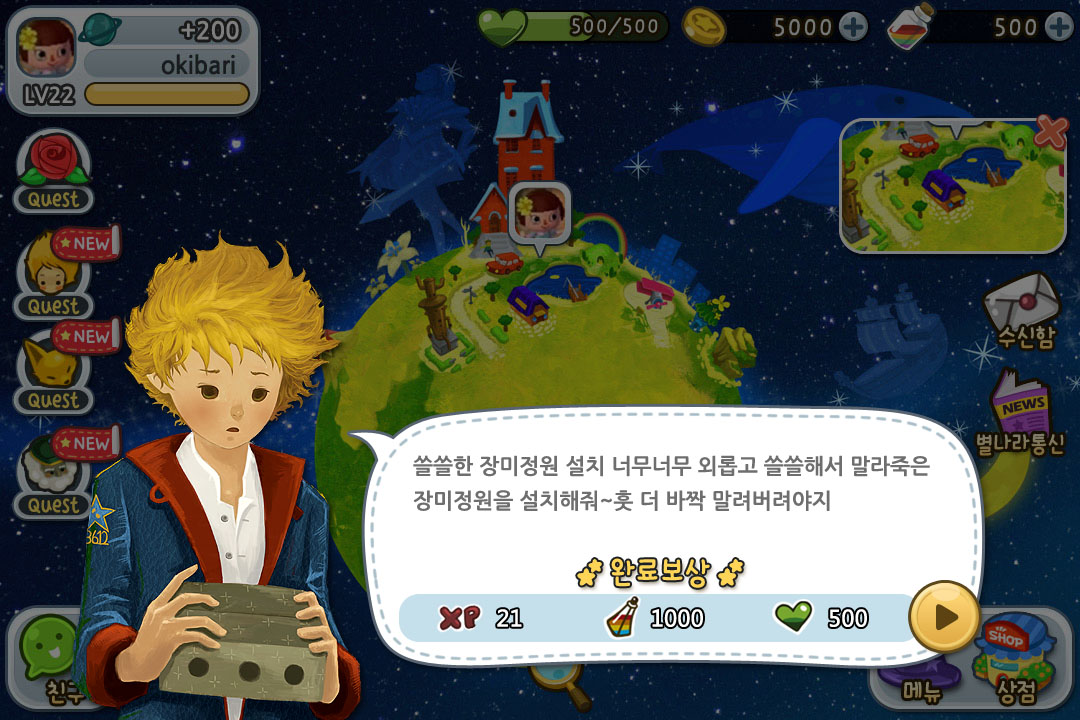 +200
okibari
LV22
500/500
5000
500
Quest
NEW
Quest
NEW
Quest
NEW
Quest
수신함
NEWS
별나라통신
3612
쓸쓸한 장미정원 설치 너무너무 외롭고 쓸쓸해서 말라죽은
장미정원을 설치해줘~훗 더 바짝 말려버려야지
완료보상
XP 21
1000
500
친구
메뉴
SHOP
상점